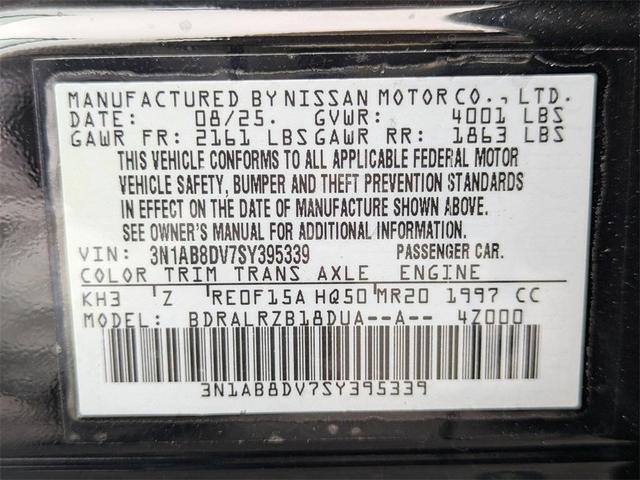 MANUFACTURED BY NISSAN MOTOR CO., LTD.
DATE: 08/25. GVWR: 4001 LBS
GAWR FR: 2161 LBS GAWR RR: 1863 LBS
THIS VEHICLE CONFORMS TO ALL APPLICABLE FEDERAL MOTOR
VEHICLE SAFETY, BUMPER AND THEFT PREVENTION STANDARDS
IN EFFECT ON THE DATE OF MANUFACTURE SHOWN ABOVE.
SEE OWNER'S MANUAL FOR ADDITIONAL INFORMATION.
VIN: 3N1AB8DV7SY395339 PASSENGER CAR.
COLOR TRIM TRANS AXLE ENGINE
KH3 Z RE0F15A HQ50 MR20 1997 CC
MODEL: BDRALRZB18DUA--A-- 4Z000
3N1AB8DV7SY395339